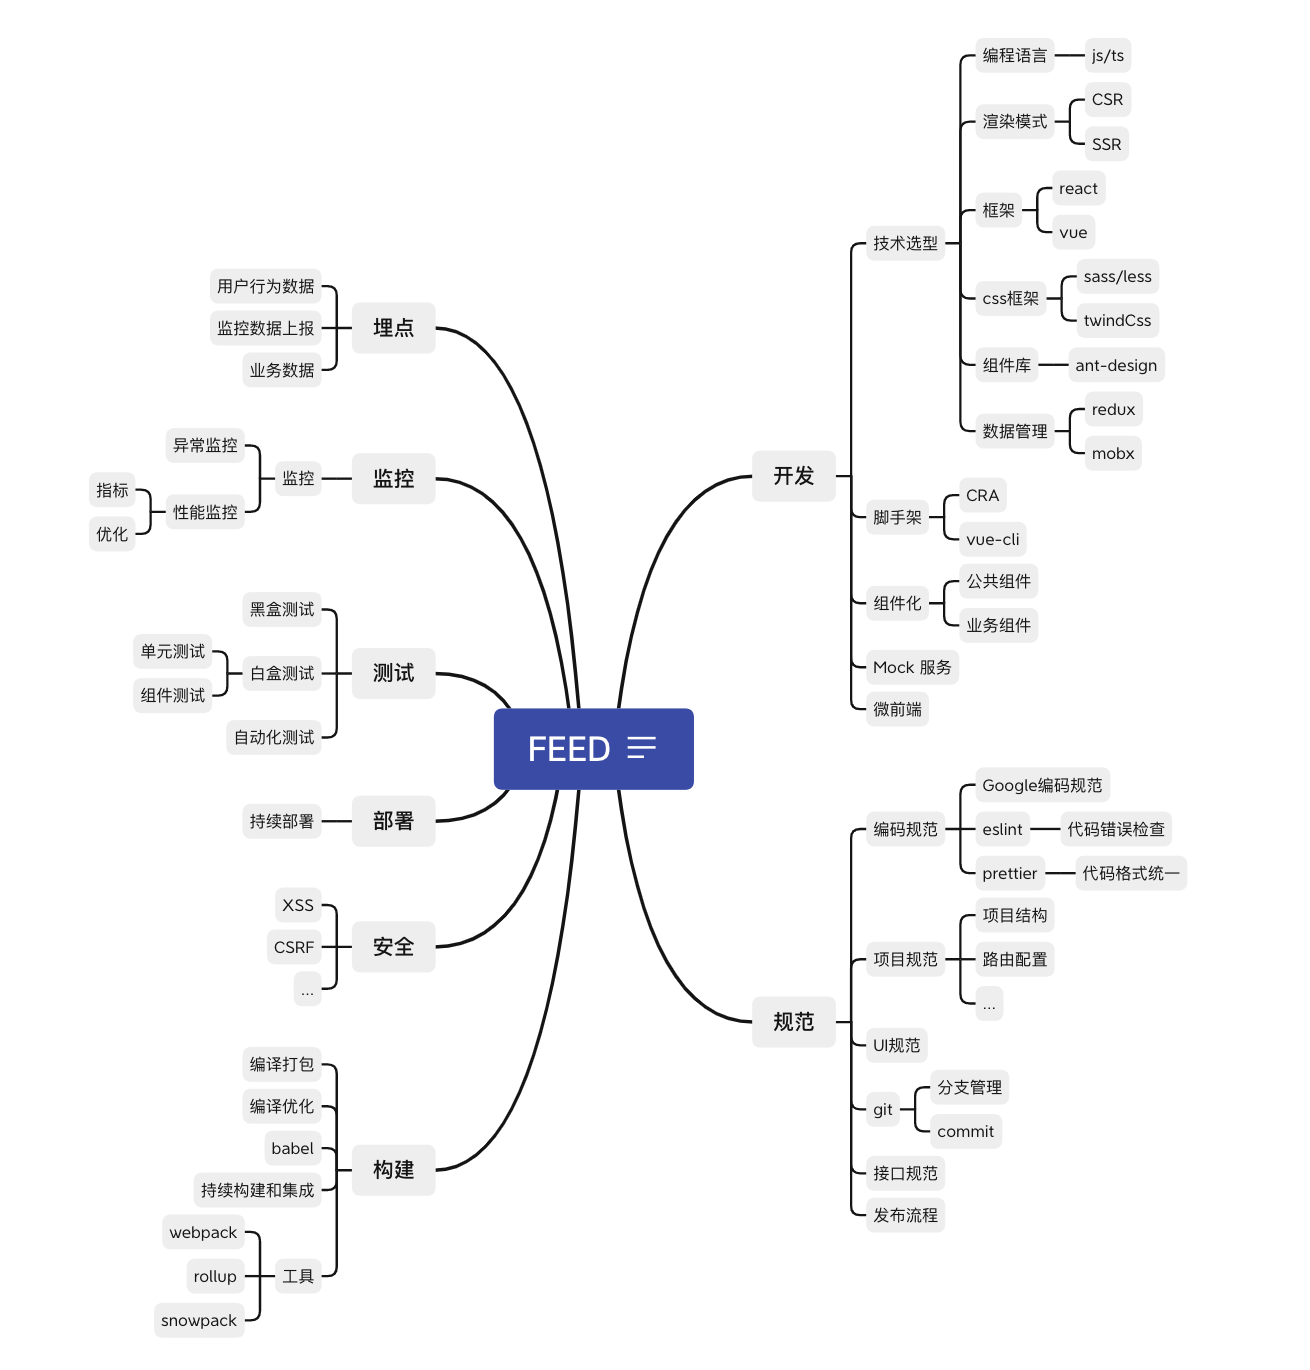 FEED
开发
技术选型
编程语言
js/ts
渲染模式
CSR
SSR
框架
react
vue
css框架
sass/less
twindCss
组件库
ant-design
数据管理
redux
mobx
脚手架
CRA
vue-cli
组件化
公共组件
业务组件
Mock 服务
微前端
规范
编码规范
Google编码规范
eslint
代码错误检查
prettier
代码格式统一
项目规范
项目结构
路由配置
...
UI规范
git
分支管理
commit
接口规范
发布流程
埋点
用户行为数据
监控数据上报
业务数据
监控
监控
异常监控
性能监控
指标
优化
测试
黑盒测试
白盒测试
单元测试
组件测试
自动化测试
部署
持续部署
安全
XSS
CSRF
...
构建
编译打包
编译优化
babel
持续构建和集成
工具
webpack
rollup
snowpack